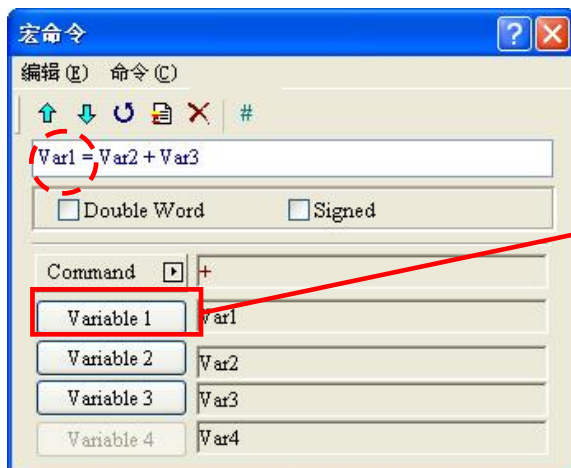 宏命令
编辑(E) 命令(C)
#
Var1 = Var2 + Var3
Double Word Signed
Command +
Variable 1 Var1
Variable 2 Var2
Variable 3 Var3
Variable 4 Var4